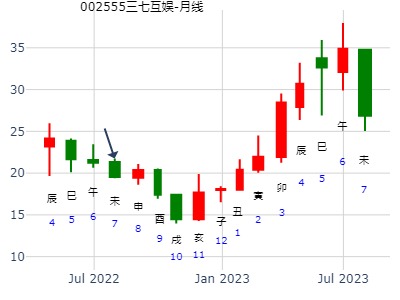 002555三七互娱-月线
35
30
25
20
15
10
辰
4
巳
5
午
6
未
7
申
8
酉
9
戌
10
亥
11
子
12
丑
1
寅
2
卯
3
辰
4
巳
5
午
6
未
7
Jul 2022
Jan 2023
Jul 2023